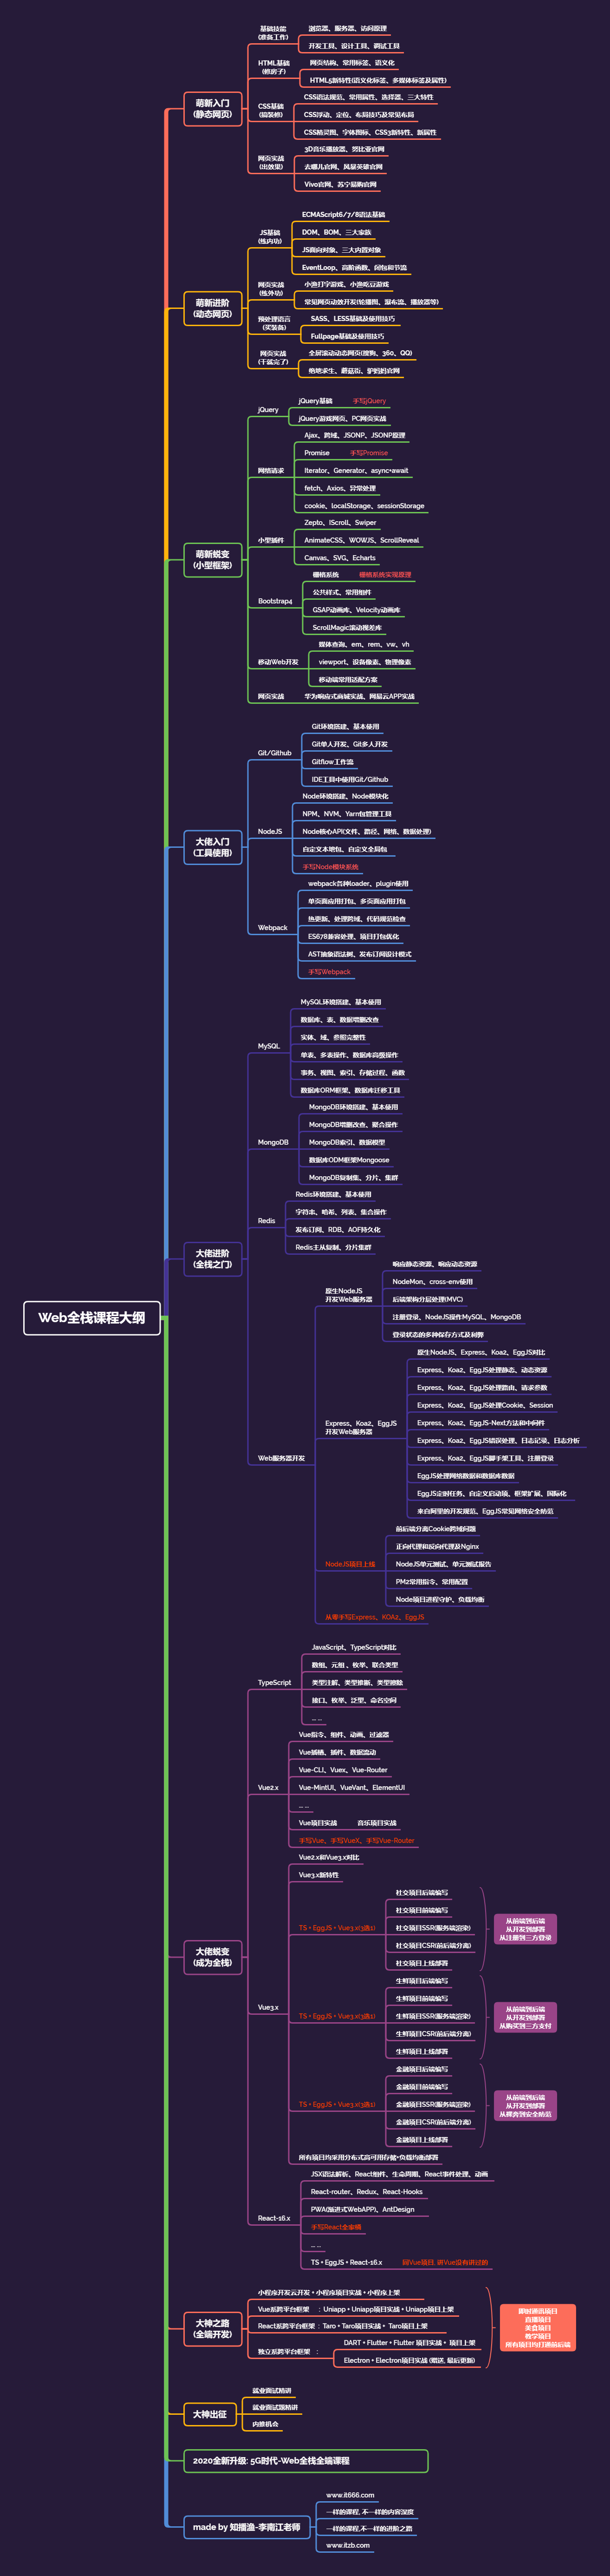 Web全栈课程大纲
萌新入门
(静态网页)
基础技能
(准备工作)
浏览器、服务器、访问原理
开发工具、设计工具、调试工具
HTML基础
(修房子)
网页结构、常用标签、语义化
HTML5新特性(语义化标签、多媒体标签及属性)
CSS基础
(搞装修)
CSS语法规范、常用属性、选择器、三大特性
CSS浮动、定位、布局技巧及常见布局
CSS精灵图、字体图标、CSS3新特性、新属性
网页实战
(出效果)
3D音乐播放器、努比亚官网
去哪儿官网、风暴英雄官网
Vivo官网、苏宁易购官网
萌新进阶
(动态网页)
JS基础
(练内功)
ECMAScript6/7/8语法基础
DOM、BOM、三大家族
JS面向对象、三大内置对象
EventLoop、高阶函数、闭包和节流
网页实战
(练外功)
小渔打字游戏、小渔吃豆游戏
常见网页动效开发(轮播图、瀑布流、播放器等)
预处理语言
(买装备)
SASS、LESS基础及使用技巧
Fullpage基础及使用技巧
网页实战
(干就完了)
全屏滚动动态网页(搜狗、360、QQ)
绝地求生、蘑菇街、驴妈妈官网
萌新蜕变
(小型框架)
jQuery
jQuery基础 手写jQuery
jQuery游戏网页、PC网页实战
网络请求
Ajax、跨域、JSONP、JSONP原理
Promise 手写Promise
Iterator、Generator、async+await
fetch、Axios、异常处理
cookie、localStorage、sessionStorage
小型插件
Zepto、IScroll、Swiper
AnimateCSS、WOWJS、ScrollReveal
Canvas、SVG、Echarts
Bootstrap4
栅格系统 栅格系统实现原理
公共样式、常用组件
GSAP动画库、Velocity动画库
ScrollMagic滚动视差库
移动Web开发
媒体查询、em、rem、vw、vh
viewport、设备像素、物理像素
移动端常用适配方案
网页实战 华为响应式商城实战、网易云APP实战
大佬入门
(工具使用)
Git/Github
Git环境搭建、基本使用
Git单人开发、Git多人开发
Gitflow工作流
IDE工具中使用Git/Github
NodeJS
Node环境搭建、Node模块化
NPM、NVM、Yarn包管理工具
Node核心API(文件、路径、网络、数据处理)
自定义本地包、自定义全局包
手写Node模块系统
Webpack
webpack各种loader、plugin使用
单页面应用打包、多页面应用打包
热更新、处理跨域、代码规范检查
ES678兼容处理、项目打包优化
AST抽象语法树、发布订阅设计模式
手写Webpack
大佬进阶
(全栈之门)
MySQL
MySQL环境搭建、基本使用
数据库、表、数据增删改查
实体、域、参照完整性
单表、多表操作、数据库高级操作
事务、视图、索引、存储过程、函数
数据库ORM框架、数据库迁移工具
MongoDB
MongoDB环境搭建、基本使用
MongoDB增删改查、聚合操作
MongoDB索引、数据模型
数据库ODM框架Mongoose
MongoDB复制集、分片、集群
Redis
Redis环境搭建、基本使用
字符串、哈希、列表、集合操作
发布订阅、RDB、AOF持久化
Redis主从复制、分片集群
Web服务器开发
原生NodeJS
开发Web服务器
响应静态资源、响应动态资源
NodeMon、cross-env使用
后端架构分层处理(MVC)
注册登录、NodeJS操作MySQL、MongoDB
登录状态的多种保存方式及利弊
Express、Koa2、EggJS
开发Web服务器
原生NodeJS、Express、Koa2、EggJS对比
Express、Koa2、EggJS处理静态、动态资源
Express、Koa2、EggJS处理路由、请求参数
Express、Koa2、EggJS处理Cookie、Session
Express、Koa2、EggJS-Next方法和中间件
Express、Koa2、EggJS错误处理、日志记录、日志分析
Express、Koa2、EggJS脚手架工具、注册登录
EggJS处理网络数据和数据库数据
EggJS定时任务、自定义启动项、框架扩展、国际化
来自阿里的开发规范、EggJS常见网络安全防范
NodeJS项目上线
前后端分离Cookie跨域问题
正向代理和反向代理及Nginx
NodeJS单元测试、单元测试报告
PM2常用指令、常用配置
Node项目进程守护、负载均衡
从零手写Express、KOA2、EggJS
大佬蜕变
(成为全栈)
TypeScript
JavaScript、TypeScript对比
数组、元组 、枚举、联合类型
类型注解、类型推断、类型擦除
接口、枚举、泛型、命名空间
... ...
Vue2.x
Vue指令、组件、动画、过滤器
Vue插槽、插件、数据流动
Vue-CLI、Vuex、Vue-Router
Vue-MintUI、VueVant、ElementUI
... ...
Vue项目实战 音乐项目实战
手写Vue、手写VueX、手写Vue-Router
Vue3.x
Vue2.x和Vue3.x对比
Vue3.x新特性
TS + EggJS + Vue3.x(3选1)
社交项目后端编写
社交项目前端编写
社交项目SSR(服务端渲染)
社交项目CSR(前后端分离)
社交项目上线部署
从前端到后端
从开发到部署
从注册到三方登录
TS + EggJS + Vue3.x(3选1)
生鲜项目后端编写
生鲜项目前端编写
生鲜项目SSR(服务端渲染)
生鲜项目CSR(前后端分离)
生鲜项目上线部署
从前端到后端
从开发到部署
从购买到三方支付
TS + EggJS + Vue3.x(3选1)
金融项目后端编写
金融项目前端编写
金融项目SSR(服务端渲染)
金融项目CSR(前后端分离)
金融项目上线部署
从前端到后端
从开发到部署
从裸奔到安全防范
所有项目均采用分布式高可用存储+负载均衡部署
React-16.x
JSX语法解析、React组件、生命周期、React事件处理、动画
React-router、Redux、React-Hooks
PWA(渐进式WebAPP)、AntDesign
手写React全家桶
... ...
TS + EggJS + React-16.x 同Vue项目, 讲Vue没有讲过的
大神之路
(全端开发)
小程序开发云开发 + 小程序项目实战 + 小程序上架
Vue系跨平台框架 : Uniapp + Uniapp项目实战 + Uniapp项目上架
React系跨平台框架 : Taro + Taro项目实战 + Taro项目上架
独立系跨平台框架 :
DART + Flutter + Flutter 项目实战 + 项目上架
Electron + Electron项目实战 (赠送, 最后更新)
即时通讯项目
直播项目
美食项目
教学项目
所有项目均打通前后端
大神出征
就业面试精讲
就业面试题精讲
内推机会
2020全新升级: 5G时代-Web全栈全端课程
made by 知播渔-李南江老师
www.it666.com
一样的课程, 不一样的内容深度
一样的课程,不一样的进阶之路
www.itzb.com